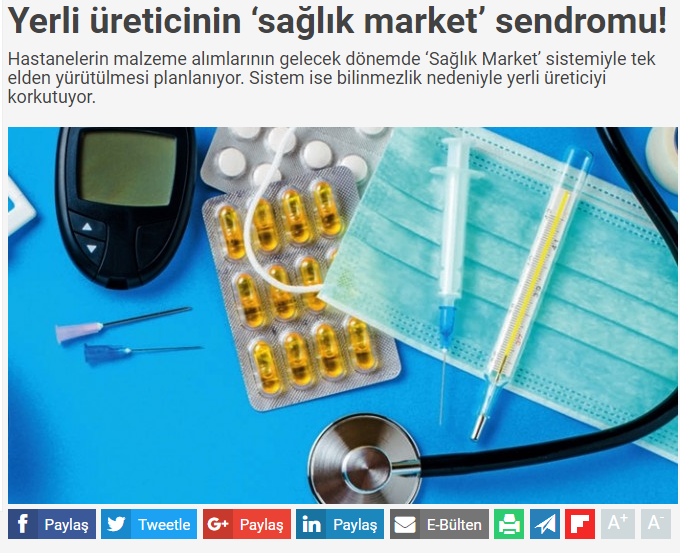 Yerli üreticinin ‘sağlık market’ sendromu!
Hastanelerin malzeme alımlarının gelecek dönemde ‘Sağlık Market’ sistemiyle tek
elden yürütülmesi planlanıyor. Sistem ise bilinmezlik nedeniyle yerli üreticiyi
korkutuyor.
f Paylaş Tweetle G+ Paylaş in Paylaş E-Bülten A+ A-